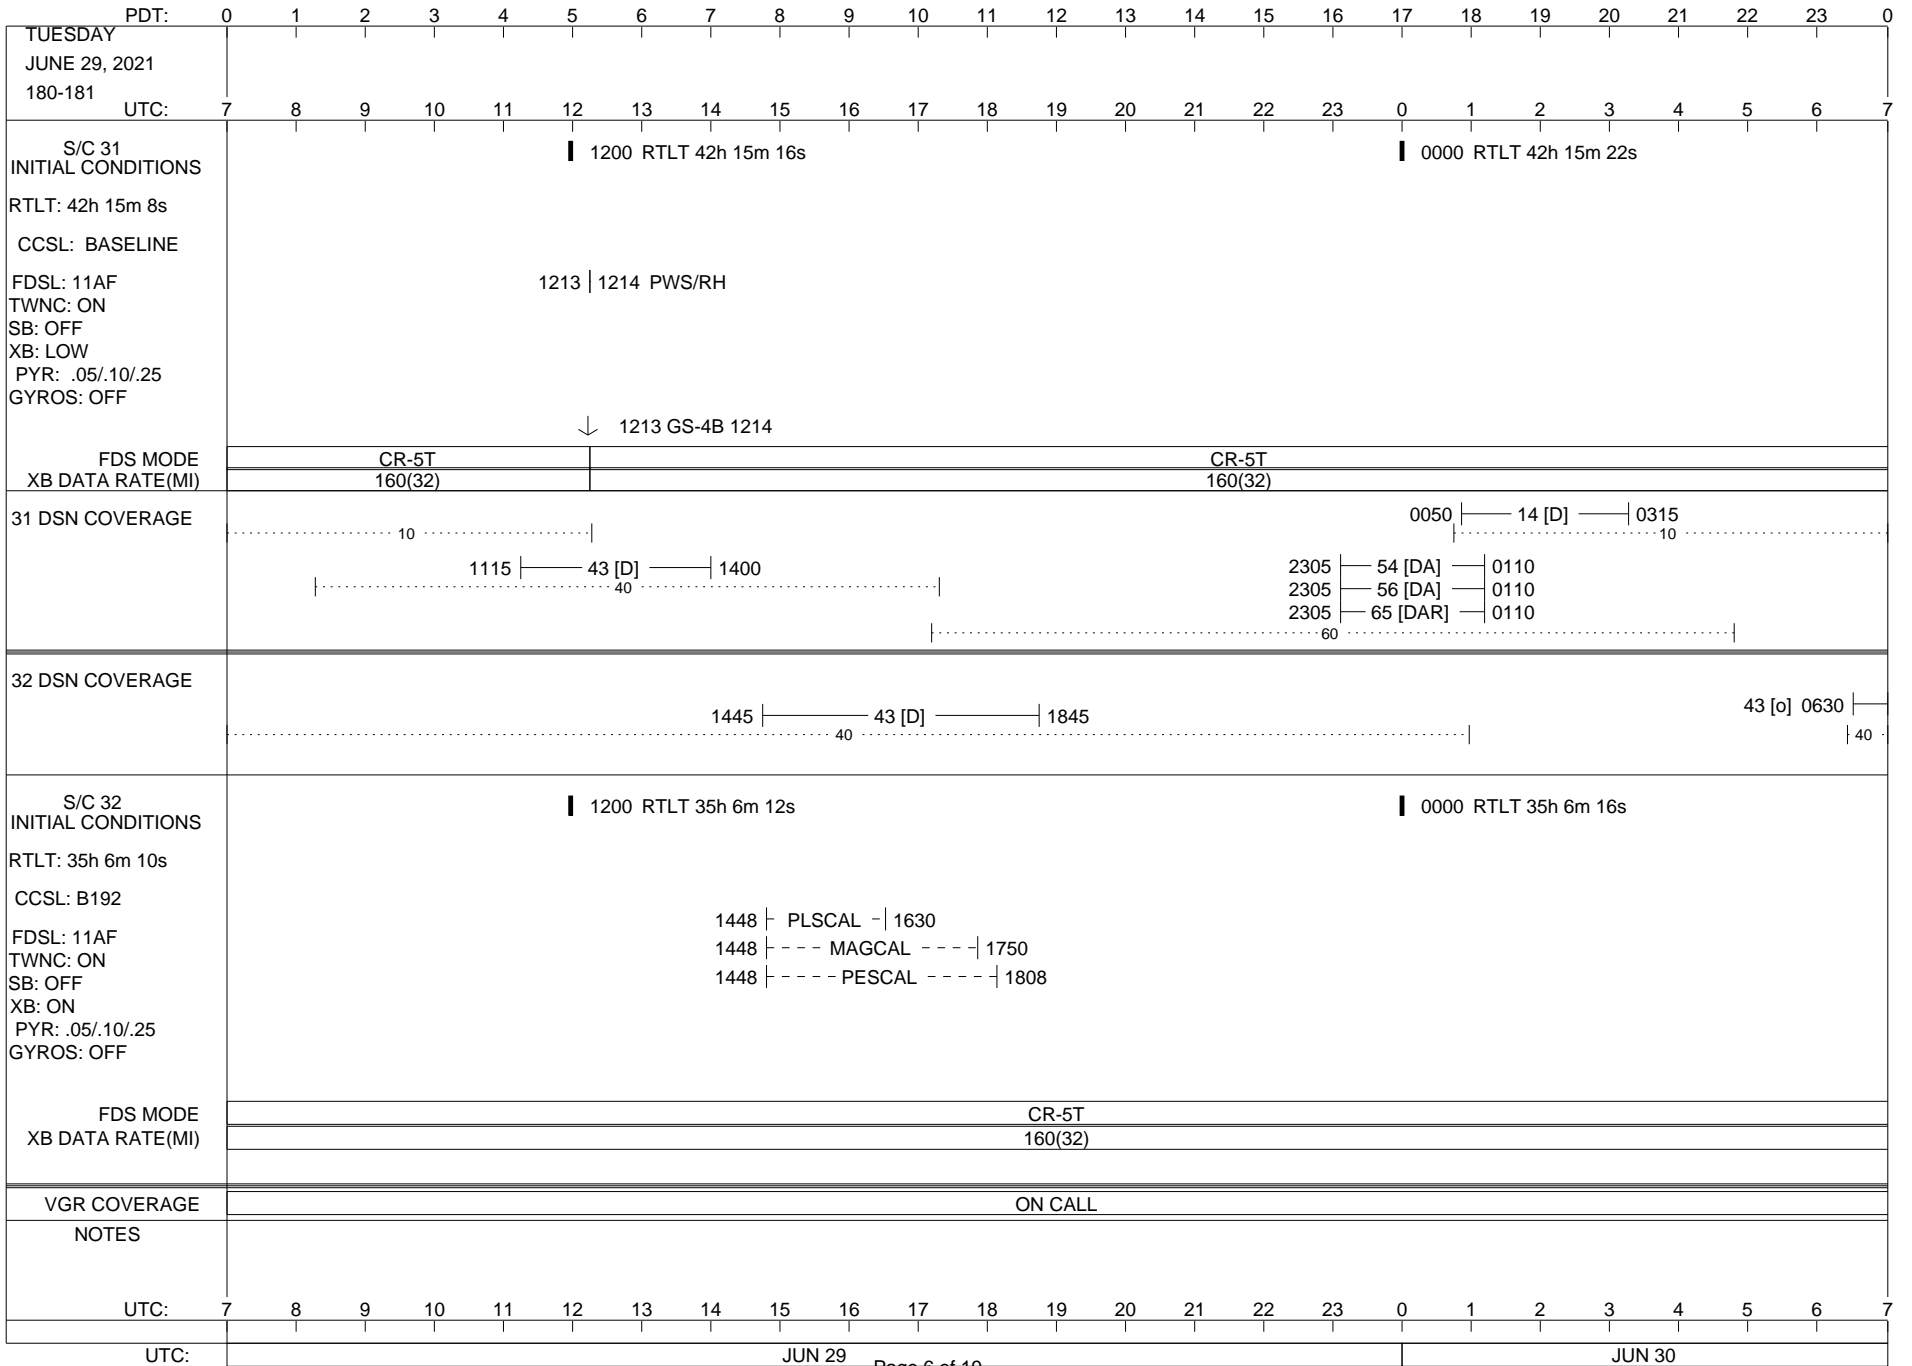 PDT: 0 1 2 3 4 5 6 7 8 9 10 11 12 13 14 15 16 17 18 19 20 21 22 23 0
TUESDAY
JUNE 29, 2021
180-181
UTC: 7 8 9 10 11 12 13 14 15 16 17 18 19 20 21 22 23 0 1 2 3 4 5 6 7
S/C 31
INITIAL CONDITIONS
1200 RTLT 42h 15m 16s
0000 RTLT 42h 15m 22s
RTLT: 42h 15m 8s
CCSL: BASELINE
FDSL: 11AF
1213 1214 PWS/RH
TWNC: ON
SB: OFF
XB: LOW
PYR: .05/.10/.25
GYROS: OFF
1213 GS-4B 1214
FDS MODE CR-5T CR-5T
XB DATA RATE(MI) 160(32) 160(32)
31 DSN COVERAGE
0050 14 [D] 0315
10 10
1115 43 [D] 1400
2305 54 [DA] 0110
40
2305 56 [DA] 0110
2305 65 [DAR] 0110
60
32 DSN COVERAGE
43 [o] 0630
1445 43 [D] 1845
40 40
S/C 32
INITIAL CONDITIONS
1200 RTLT 35h 6m 12s
0000 RTLT 35h 6m 16s
RTLT: 35h 6m 10s
CCSL: B192
1448 PLSCAL 1630
FDSL: 11AF
1448 MAGCAL 1750
TWNC: ON
1448 PESCAL 1808
SB: OFF
XB: ON
PYR: .05/.10/.25
GYROS: OFF
FDS MODE CR-5T
XB DATA RATE(MI) 160(32)
VGR COVERAGE ON CALL
NOTES
UTC: 7 8 9 10 11 12 13 14 15 16 17 18 19 20 21 22 23 0 1 2 3 4 5 6 7
UTC: JUN 29 JUN 30
Page 6 of 19